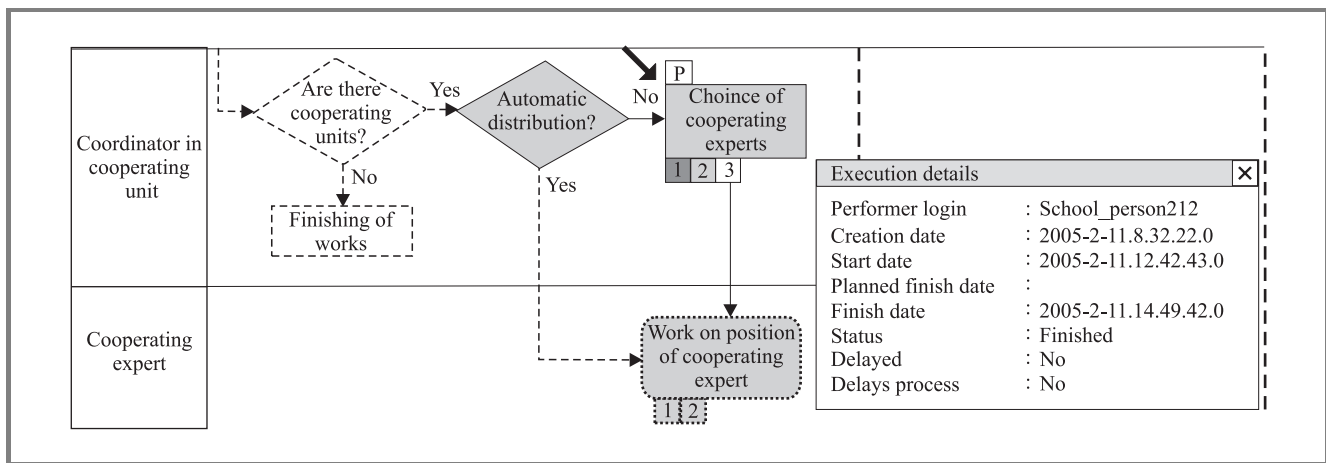 Coordinator in
cooperating
unit
Are there
cooperating
units?
Yes
No
Finishing of
works
Automatic
distribution?
No
Yes
P
Choince of
cooperating
experts
1 2 3
Execution details
Performer login : School_person212
Creation date : 2005-2-11.8.32.22.0
Start date : 2005-2-11.12.42.43.0
Planned finish date :
Finish date : 2005-2-11.14.49.42.0
Status : Finished
Delayed : No
Delays process : No
Cooperating
expert
Work on position
of cooperating
expert
1 2